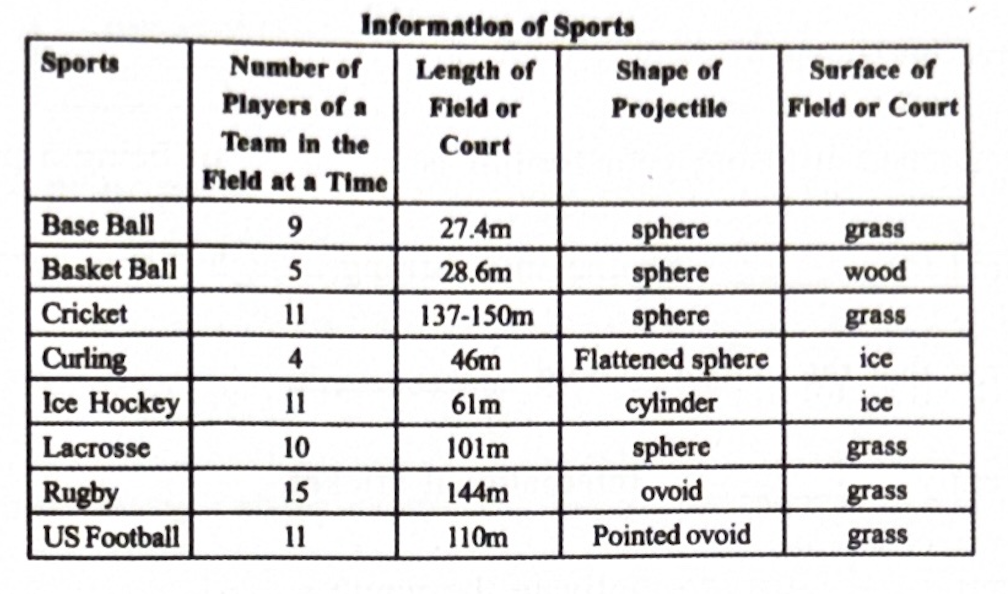 Information of Sports
Sports | Number of Players of a Team in the Field at a Time | Length of Field or Court | Shape of Projectile | Surface of Field or Court
Base Ball | 9 | 27.4m | sphere | grass
Basket Ball | 5 | 28.6m | sphere | wood
Cricket | 11 | 137-150m | sphere | grass
Curling | 4 | 46m | Flattened sphere | ice
Ice Hockey | 11 | 61m | cylinder | ice
Lacrosse | 10 | 101m | sphere | grass
Rugby | 15 | 144m | ovoid | grass
US Football | 11 | 110m | Pointed ovoid | grass